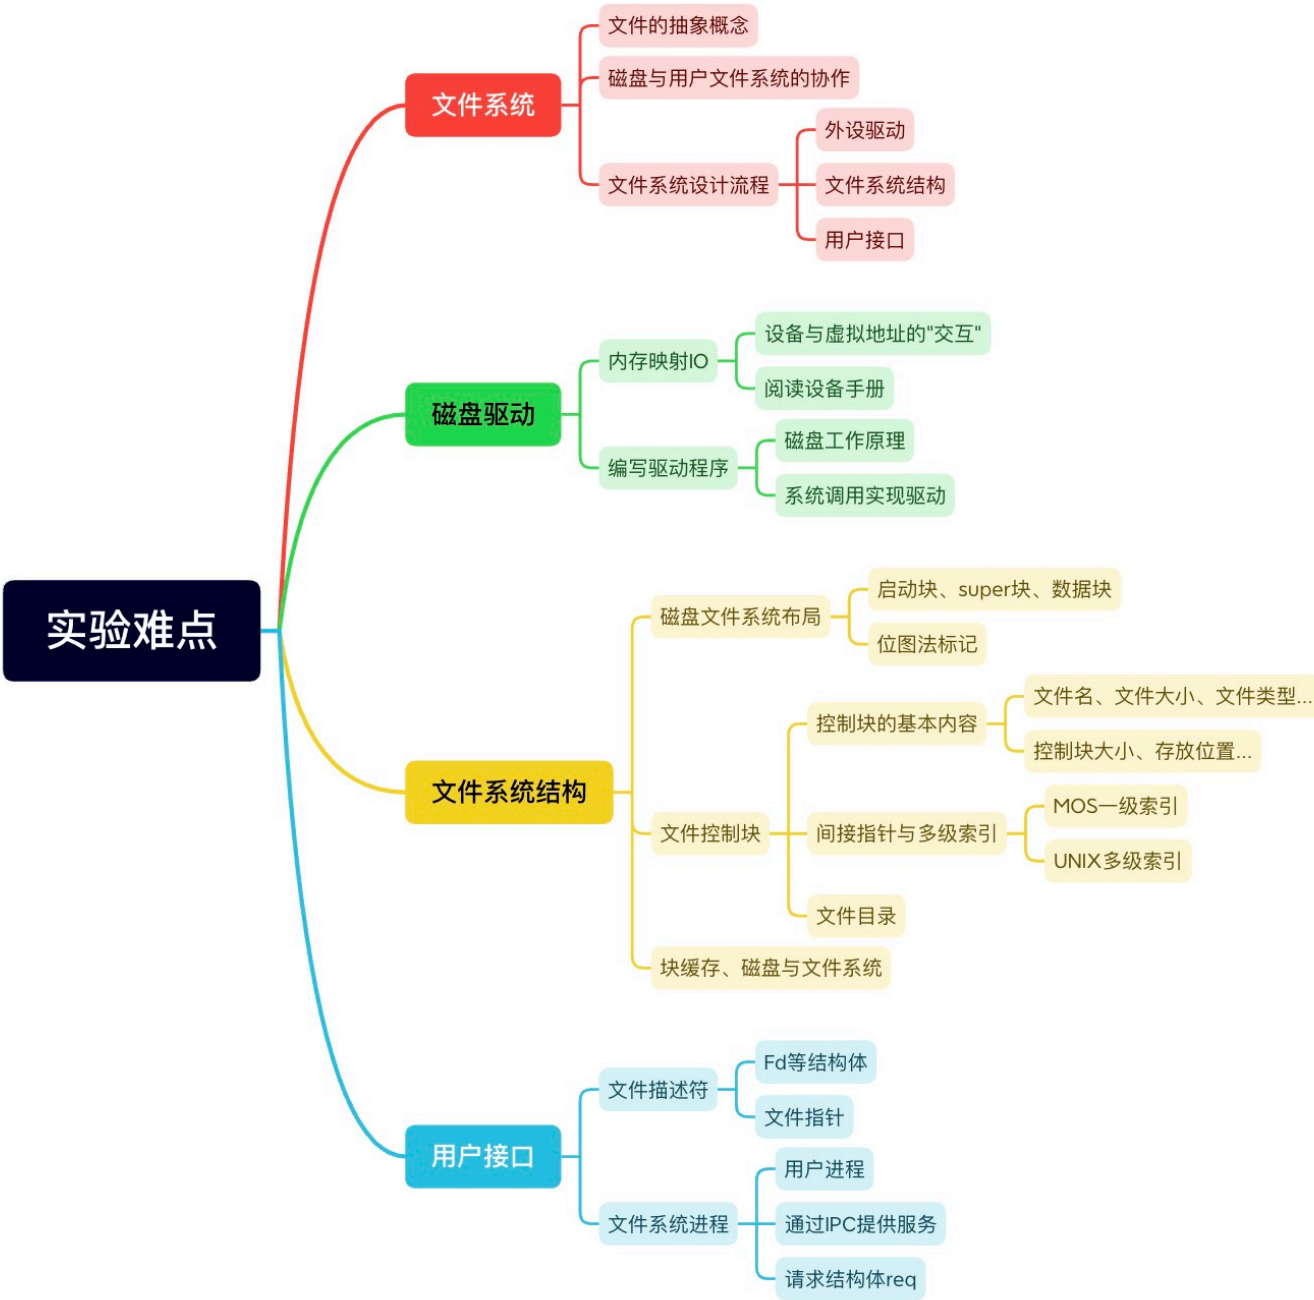 实验难点
文件系统
文件的抽象概念
磁盘与用户文件系统的协作
文件系统设计流程
外设驱动
文件系统结构
用户接口
磁盘驱动
内存映射IO
设备与虚拟地址的"交互"
阅读设备手册
编写驱动程序
磁盘工作原理
系统调用实现驱动
文件系统结构
磁盘文件系统布局
启动块、super块、数据块
位图法标记
文件控制块
控制块的基本内容
文件名、文件大小、文件类型...
控制块大小、存放位置...
间接指针与多级索引
MOS一级索引
UNIX多级索引
文件目录
块缓存、磁盘与文件系统
用户接口
文件描述符
Fd等结构体
文件指针
文件系统进程
用户进程
通过IPC提供服务
请求结构体req